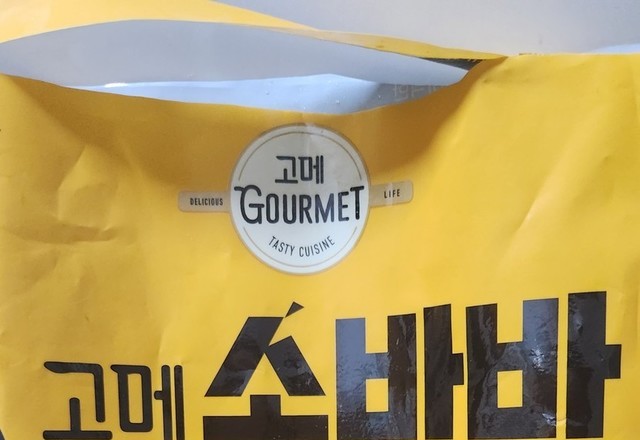 고메
DELICIOUS GOURMET LIFE
TASTY CUISINE
고메 소바바